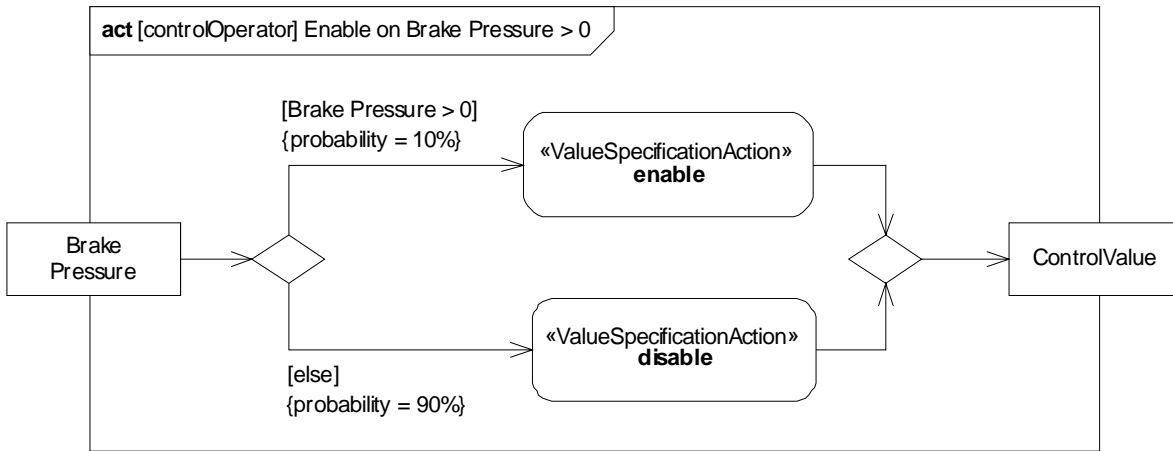 act [controlOperator] Enable on Brake Pressure > 0
[Brake Pressure > 0]
{probability = 10%}
«ValueSpecificationAction»
enable
Brake
Pressure
ControlValue
«ValueSpecificationAction»
disable
[else]
{probability = 90%}